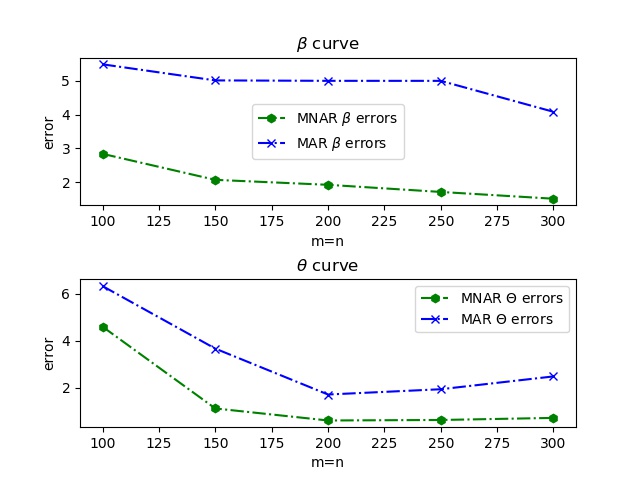 β curve
error
5
4
3
2
MNAR β errors
MAR β errors
100 125 150 175 200 225 250 275 300
m=n
θ curve
error
6
4
2
MNAR Θ errors
MAR Θ errors
100 125 150 175 200 225 250 275 300
m=n